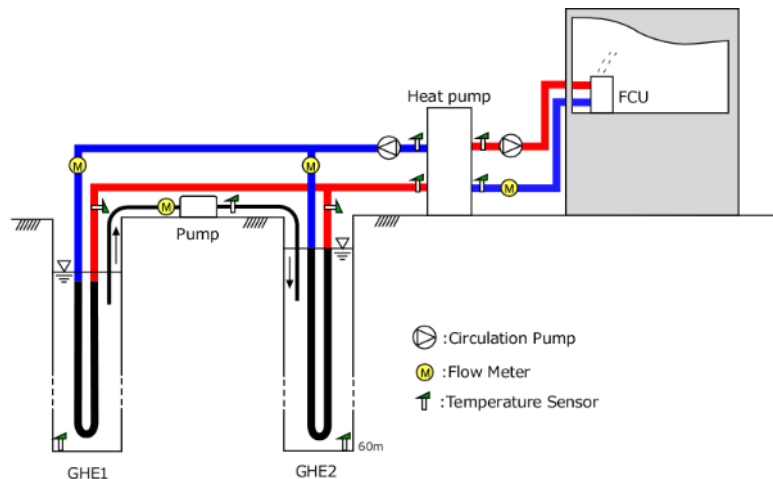 Heat pump
FCU
M
M
M
M
Pump
:Circulation Pump
M :Flow Meter
:Temperature Sensor
60m
GHE1
GHE2